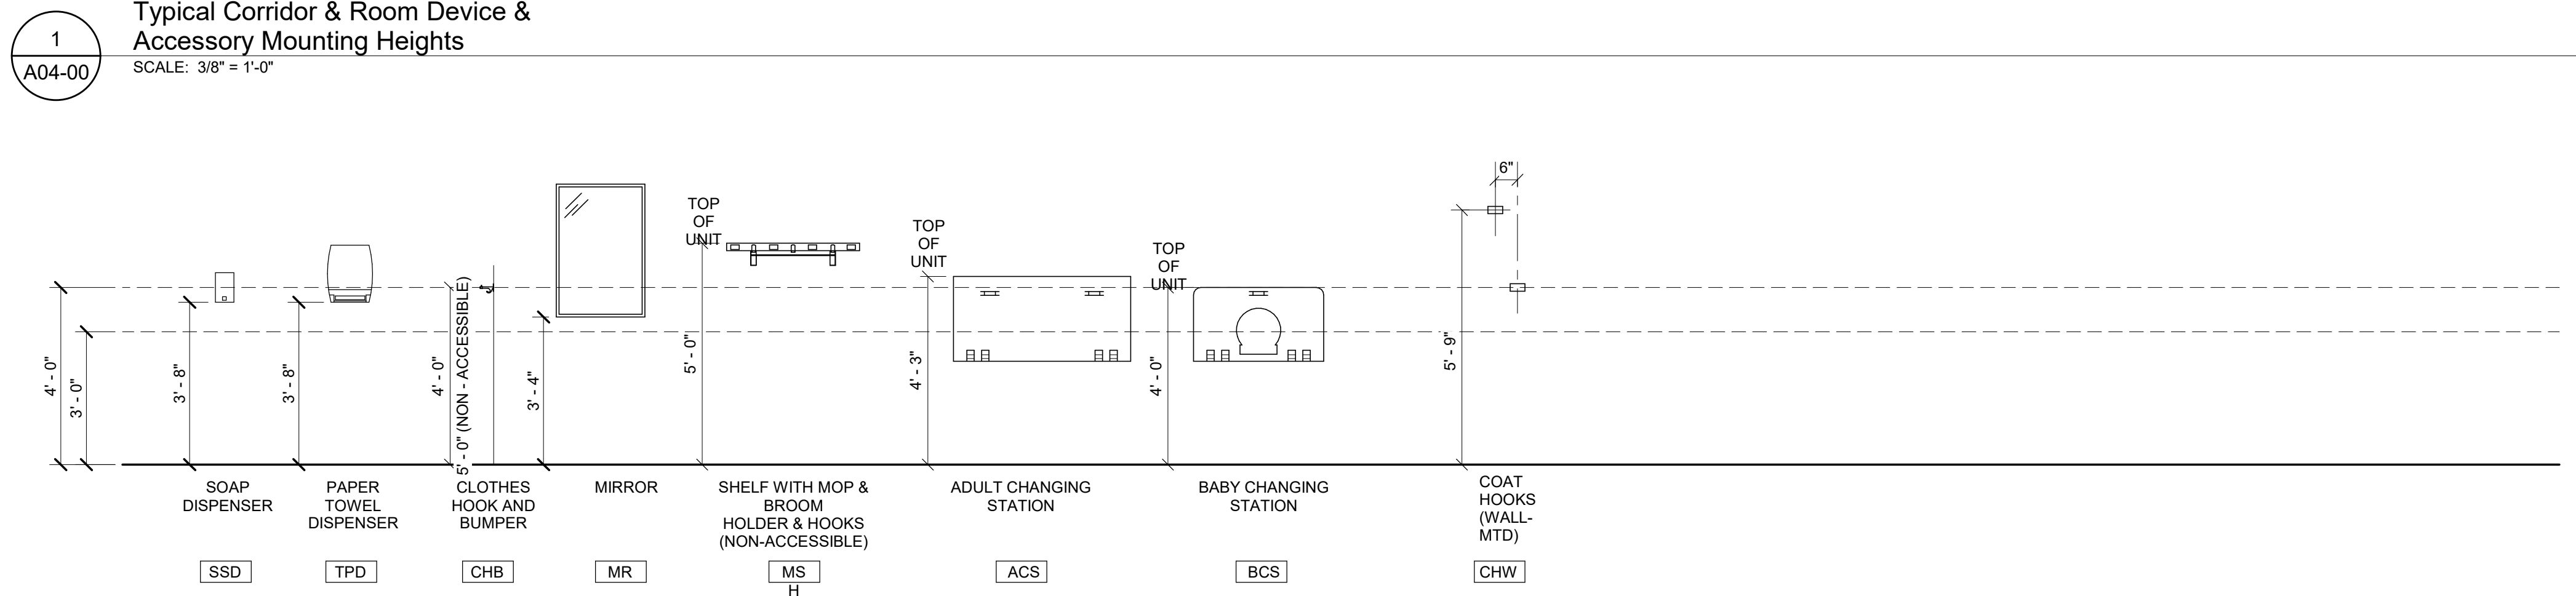 Typical Corridor & Room Device &
Accessory Mounting Heights
1
A04-00
SCALE: 3/8" = 1'-0"
6"
TOP
OF
UNIT
TOP
OF
UNIT
TOP
OF
UNIT
4' - 0"
3' - 0"
3' - 8"
3' - 8"
4' - 0"
5' - 0" (NON - ACCESSIBLE)
3' - 4"
5' - 0"
4' - 3"
4' - 0"
5' - 9"
SOAP
DISPENSER
PAPER
TOWEL
DISPENSER
CLOTHES
HOOK AND
BUMPER
MIRROR
SHELF WITH MOP &
BROOM
HOLDER & HOOKS
(NON-ACCESSIBLE)
ADULT CHANGING
STATION
BABY CHANGING
STATION
COAT
HOOKS
(WALL-
MTD)
SSD
TPD
CHB
MR
MS
H
ACS
BCS
CHW